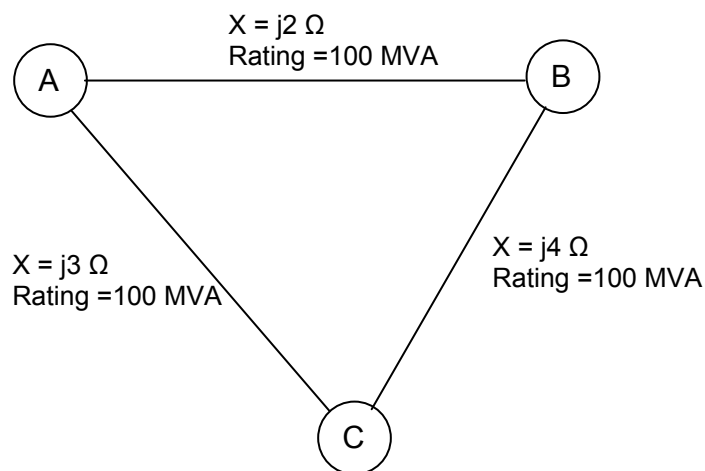 X = j2 Ω
Rating =100 MVA
A
B
X = j3 Ω
Rating =100 MVA
X = j4 Ω
Rating =100 MVA
C